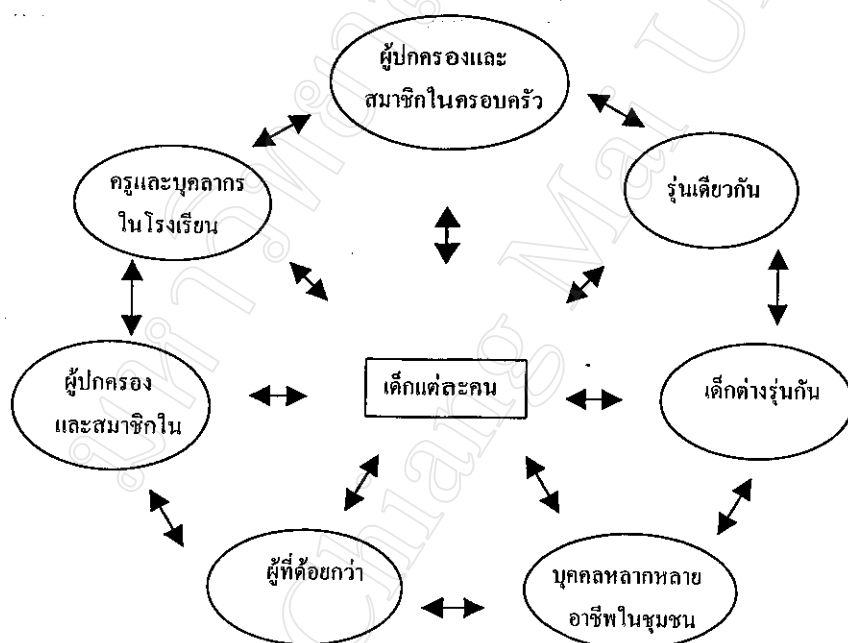 ผู้ปกครองและ
สมาชิกในครอบครัว
ครูและบุคลากร
ในโรงเรียน
รุ่นเดียวกัน
ผู้ปกครอง
และสมาชิกใน
เด็กแต่ละคน
เด็กต่างรุ่นกัน
ผู้ที่ด้อยกว่า
บุคคลหลากหลาย
อาชีพในชุมชน
Chiang Mai U